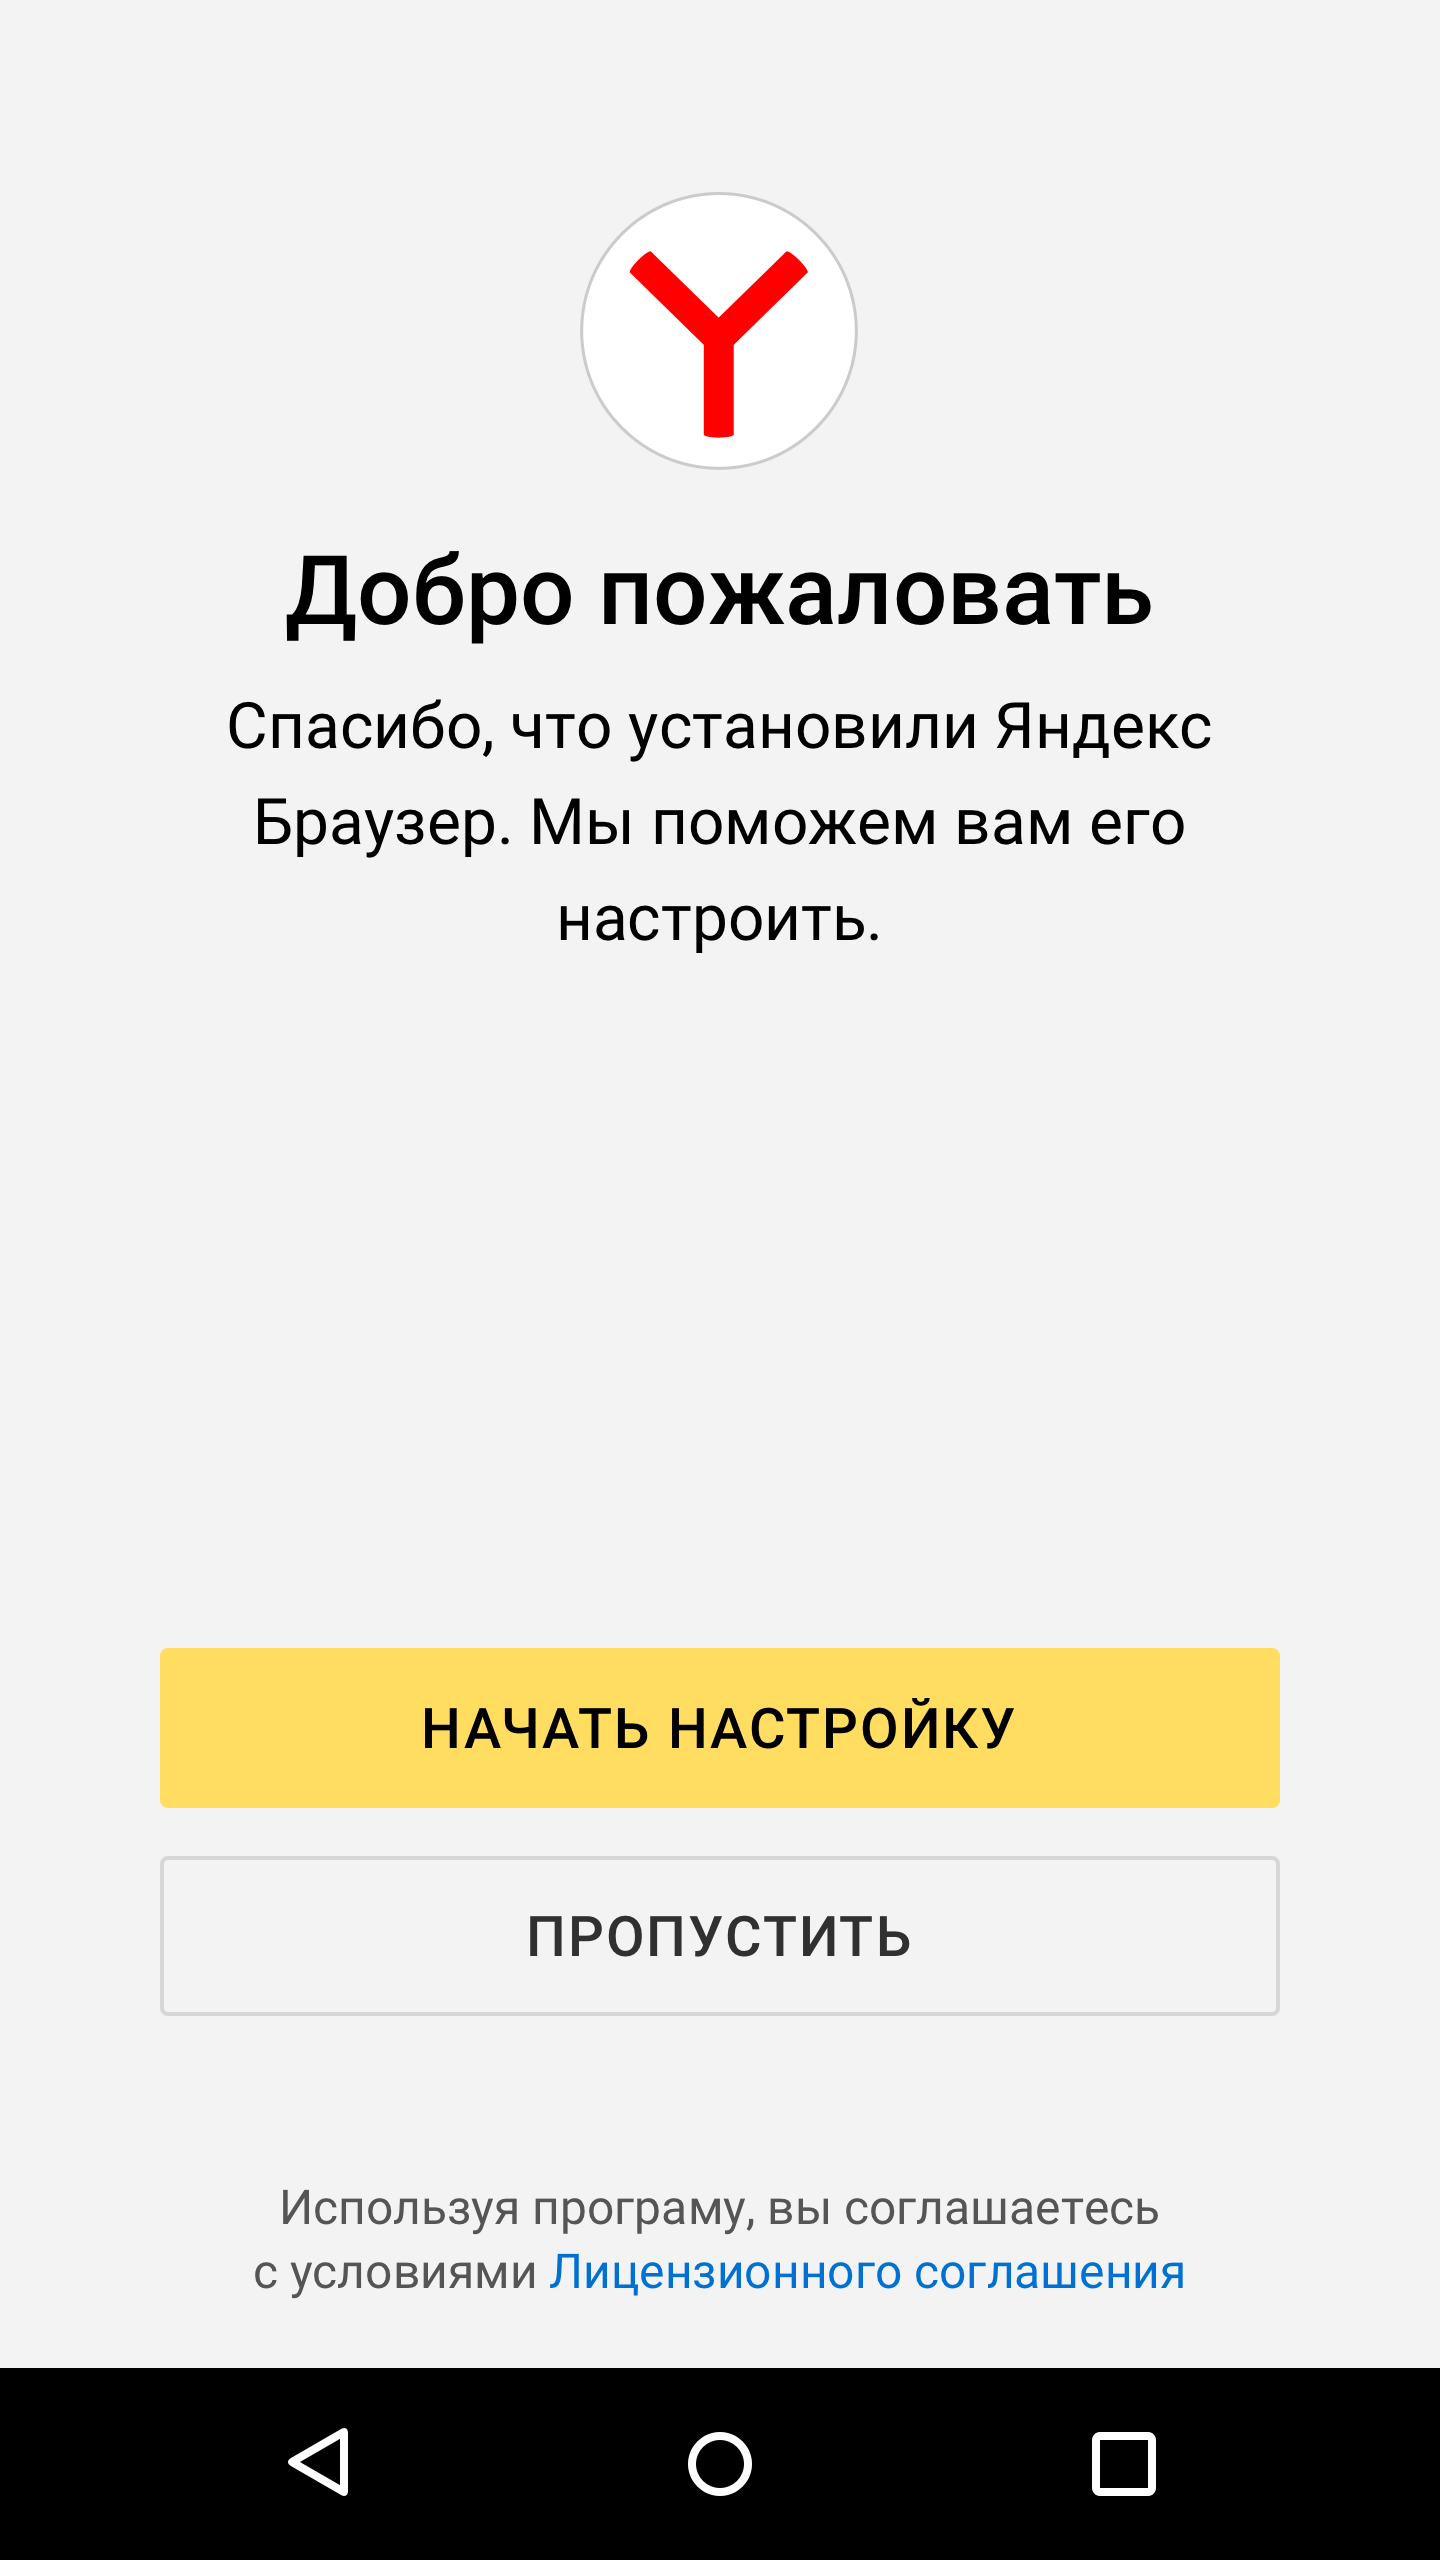 Добро пожаловать
Спасибо, что установили Яндекс
Браузер. Мы поможем вам его
настроить.
НАЧАТЬ НАСТРОЙКУ
ПРОПУСТИТЬ
Используя програму, вы соглашаетесь
с условиями Лицензионного соглашения